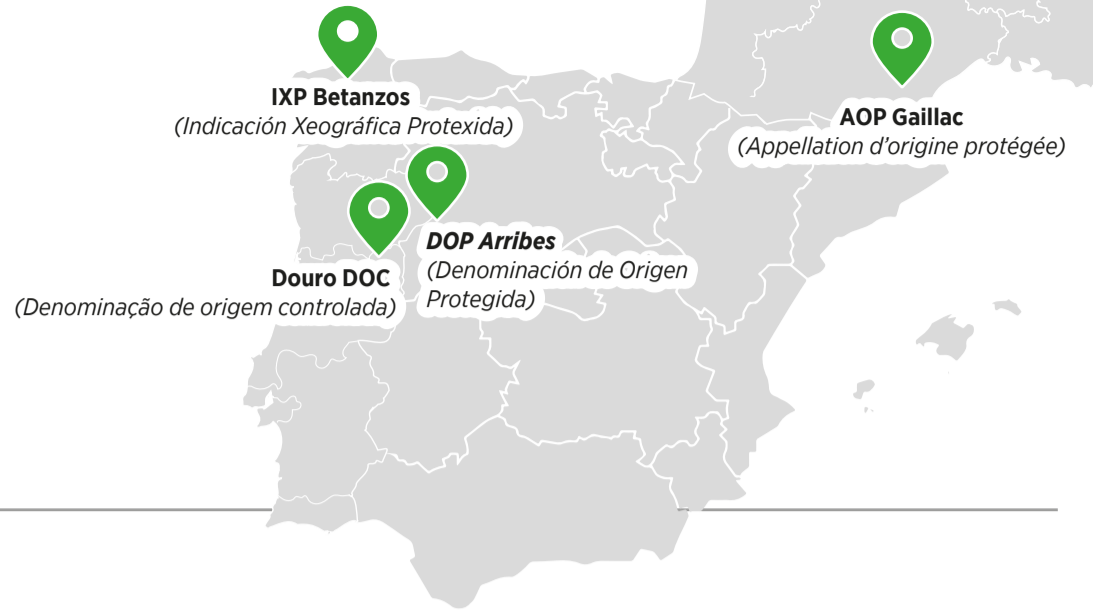 IXP Betanzos
(Indicación Xeográfica Protexida)
AOP Gaillac
(Appellation d’origine protégée)
DOP Arribes
(Denominación de Origen
Protegida)
Douro DOC
(Denominação de origem controlada)